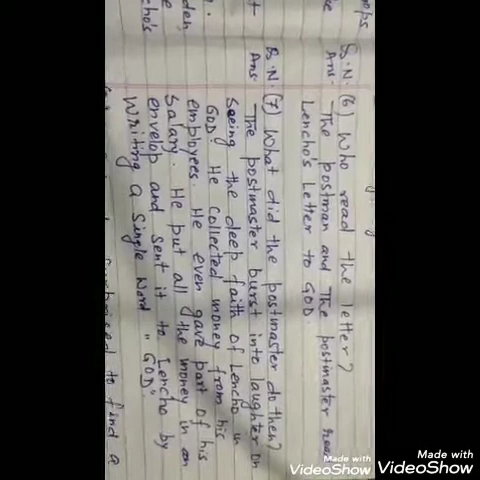 Q.N. (6) Who read the letter?
Ans. The postman and The postmaster
Lencho's Letter to GOD.
Q.N. (7) What did the postmaster do then?
Ans. The postmaster burst into laughter on
Seeing the deep faith of Lencho in
GOD! He collected money from his
employees. He even gave part of his
Salary. He put all the money in an
envelop and sent it to Lencho by
Writing a Single Word " GOD".
to find a
Made with
VideoShow
Made with
VideoShow